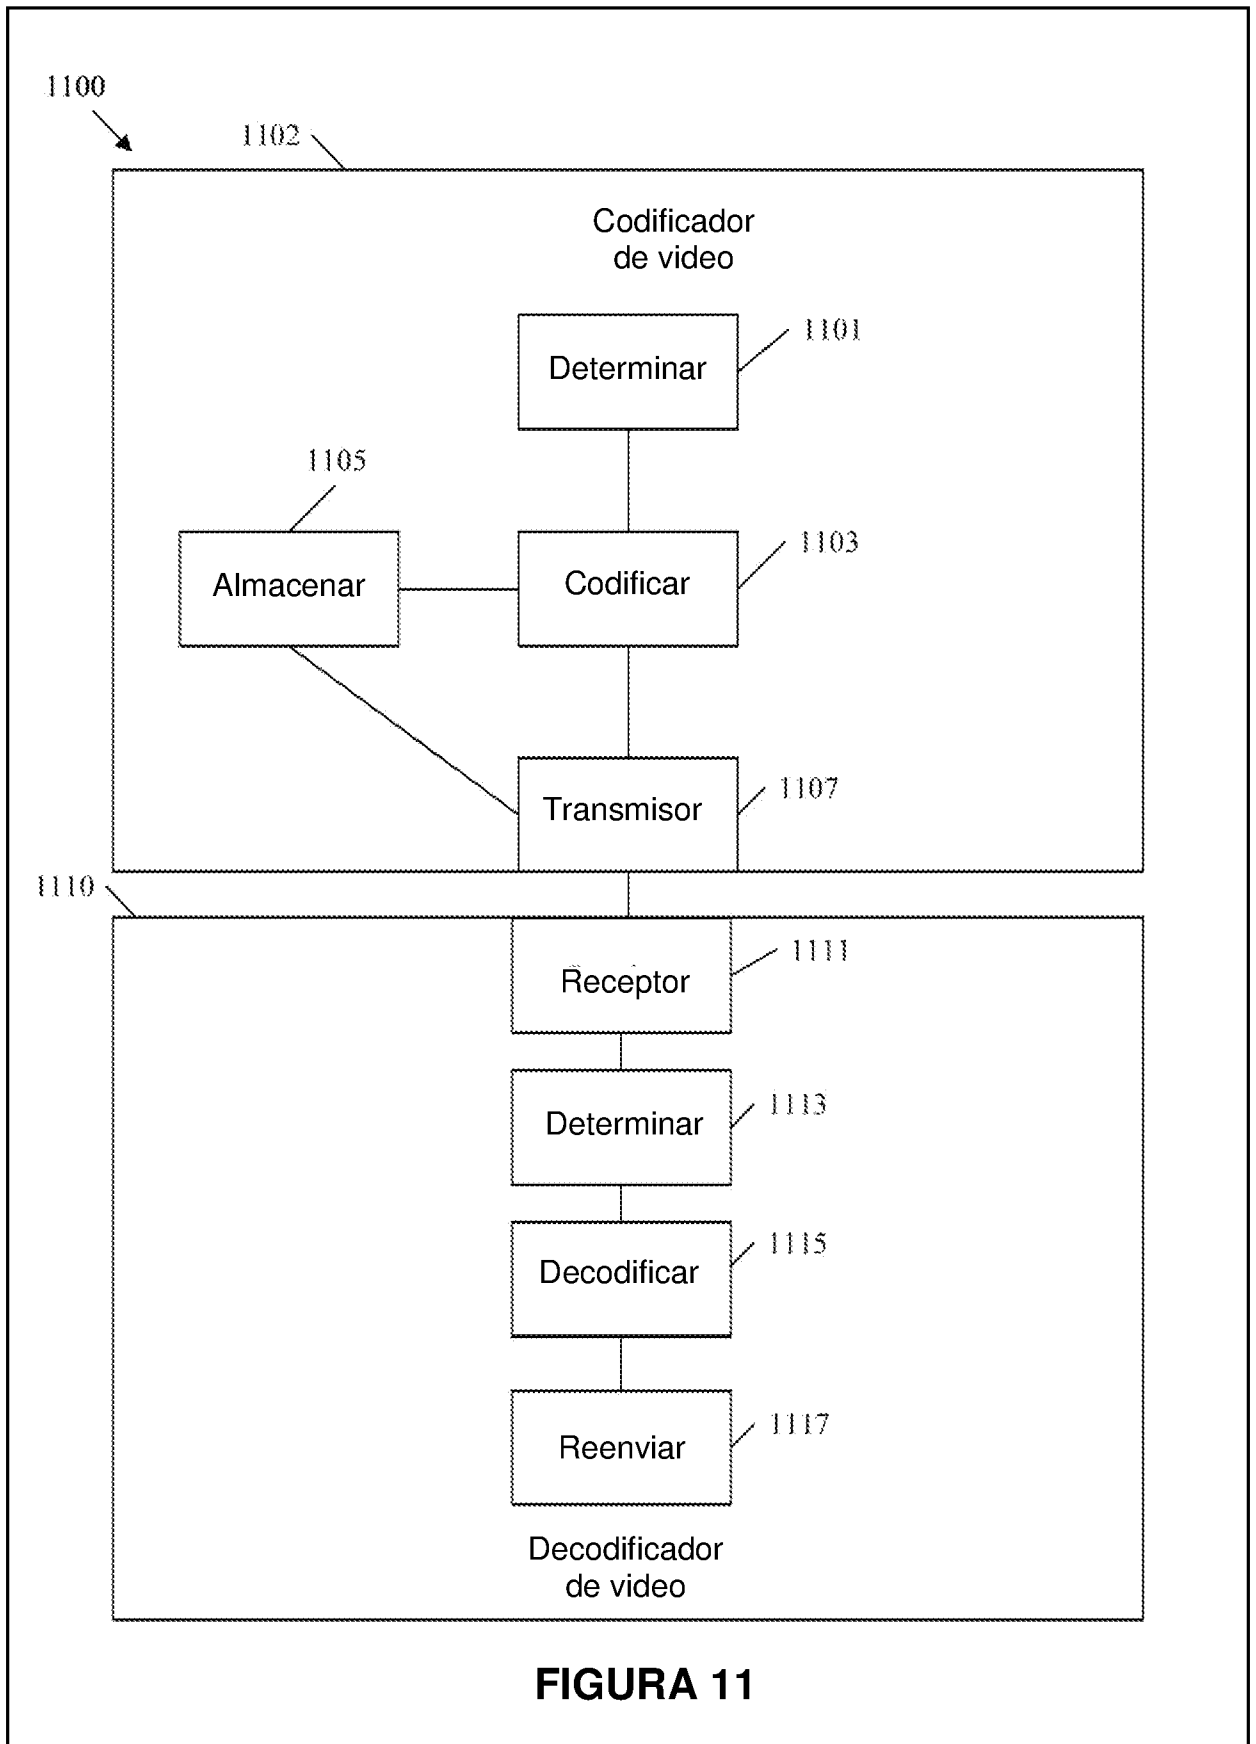 1100
1102
Codificador
de video
Determinar
1101
1105
Almacenar
Codificar
1103
Transmisor
1107
1110
Receptor
1111
Determinar
1113
Decodificar
1115
Reenviar
1117
Decodificador
de video
FIGURA 11